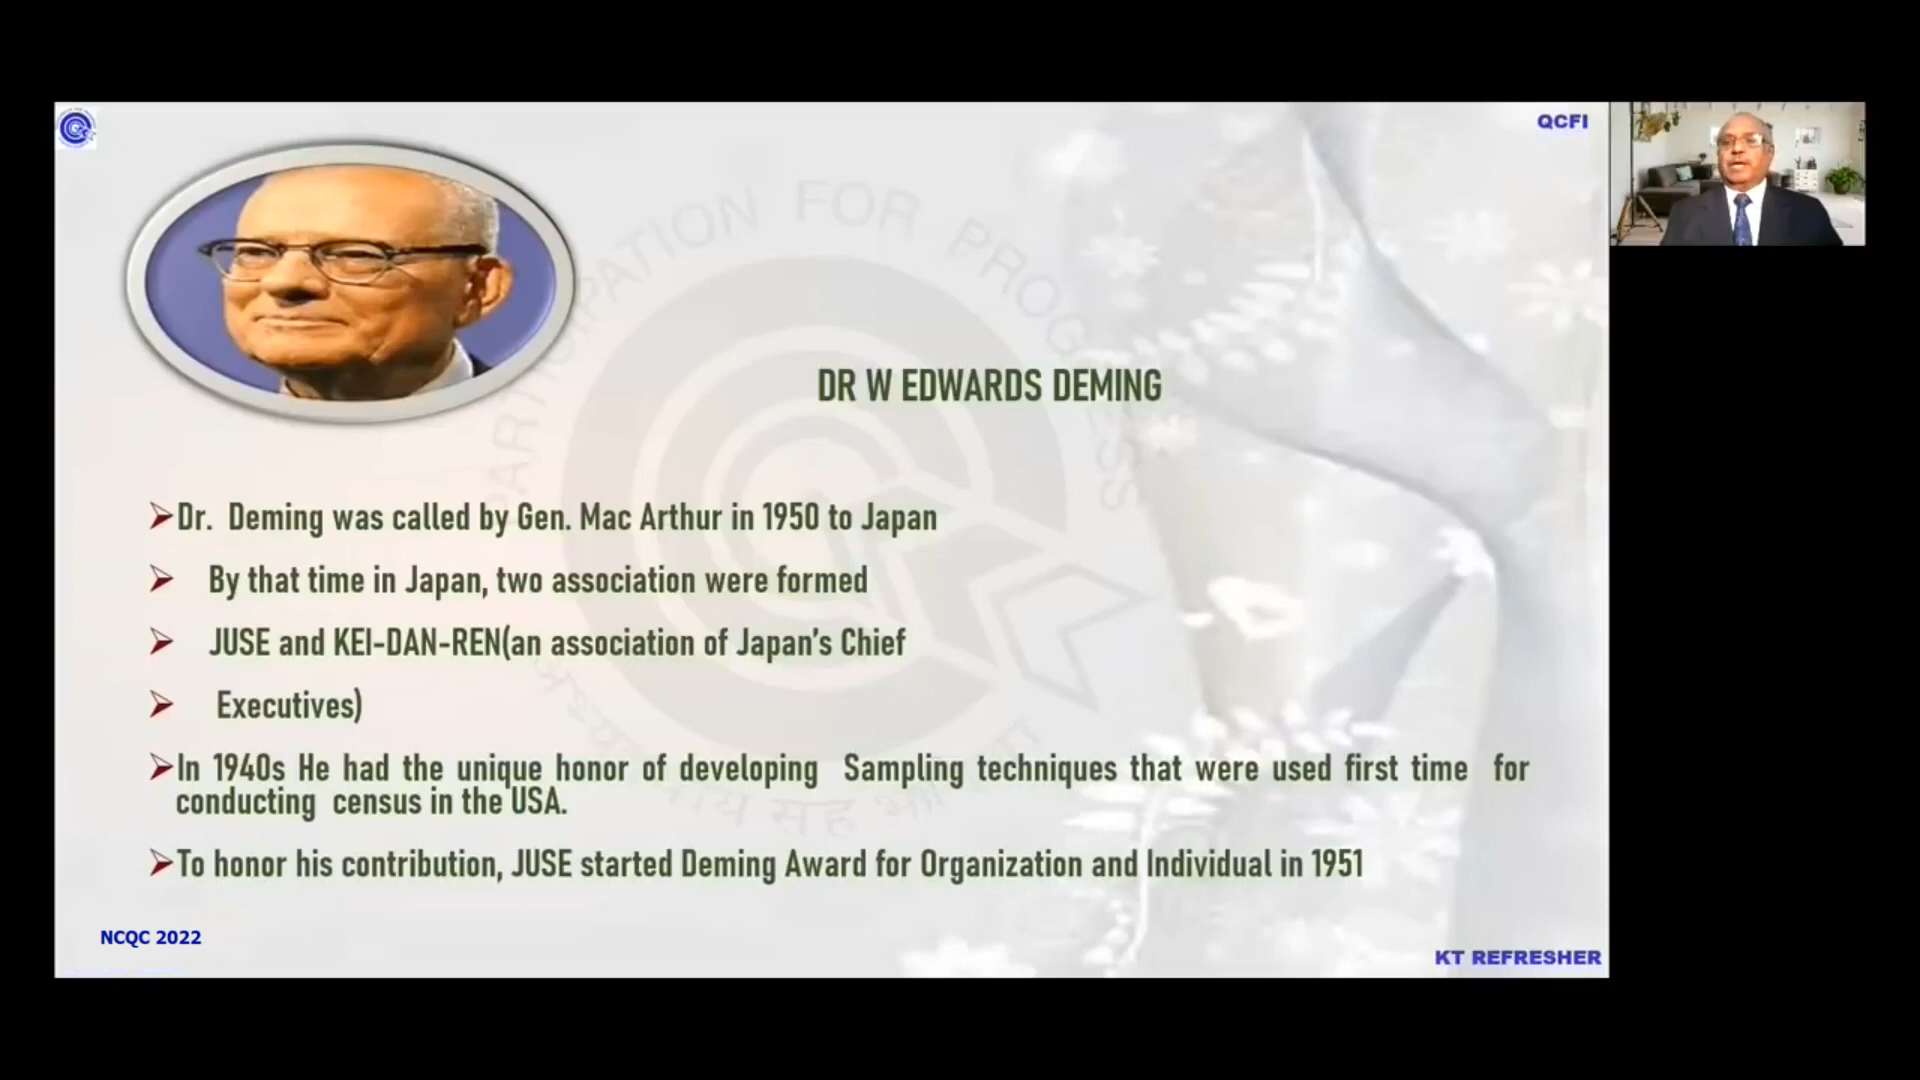 QCFI
PARTICIPATION FOR PROGRESS
DR W EDWARDS DEMING
➢Dr. Deming was called by Gen. Mac Arthur in 1950 to Japan
➢ By that time in Japan, two association were formed
➢ JUSE and KEI-DAN-REN(an association of Japan’s Chief
➢ Executives)
➢In 1940s He had the unique honor of developing Sampling techniques that were used first time for
conducting census in the USA.
➢To honor his contribution, JUSE started Deming Award for Organization and Individual in 1951
NCQC 2022
KT REFRESHER